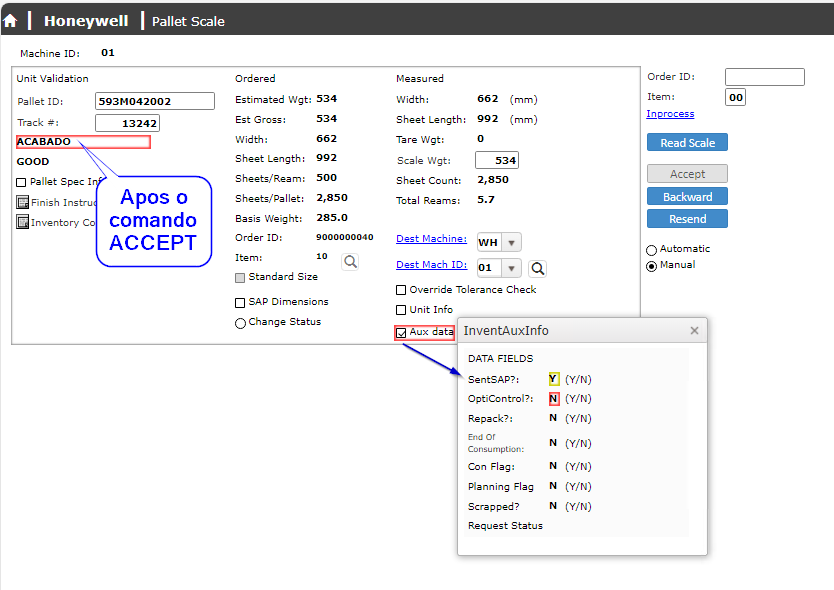 Honeywell Pallet Scale
Machine ID: 01
Unit Validation
Pallet ID: 593M042002
Track #: 13242
ACABADO
GOOD
Pallet Spec Inf
Finish Instruc
Inventory Co
Apos o
comando
ACCEPT
Ordered
Estimated Wgt: 534
Est Gross: 534
Width: 662
Sheet Length: 992
Sheets/Ream: 500
Sheets/Pallet: 2,850
Basis Weight: 285.0
Order ID: 9000000040
Item: 10
Standard Size
SAP Dimensions
Change Status
Measured
Width: 662 (mm)
Sheet Length: 992 (mm)
Tare Wgt: 0
Scale Wgt: 534
Sheet Count: 2,850
Total Reams: 5.7
Dest Machine: WH
Dest Mach ID: 01
Override Tolerance Check
Unit Info
Aux data
Order ID:
Item: 00
Inprocess
Read Scale
Accept
Backward
Resend
Automatic
Manual
InventAuxInfo
DATA FIELDS
SentSAP?: Y (Y/N)
OptiControl?: N (Y/N)
Repack?: N (Y/N)
End Of
Consumption: N (Y/N)
Con Flag: N (Y/N)
Planning Flag N (Y/N)
Scrapped? N (Y/N)
Request Status